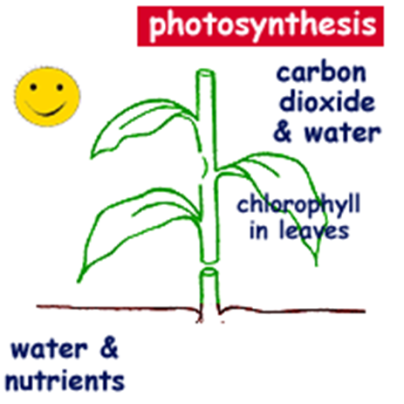 photosynthesis
carbon
dioxide
& water
chlorophyll
in leaves
water &
nutrients